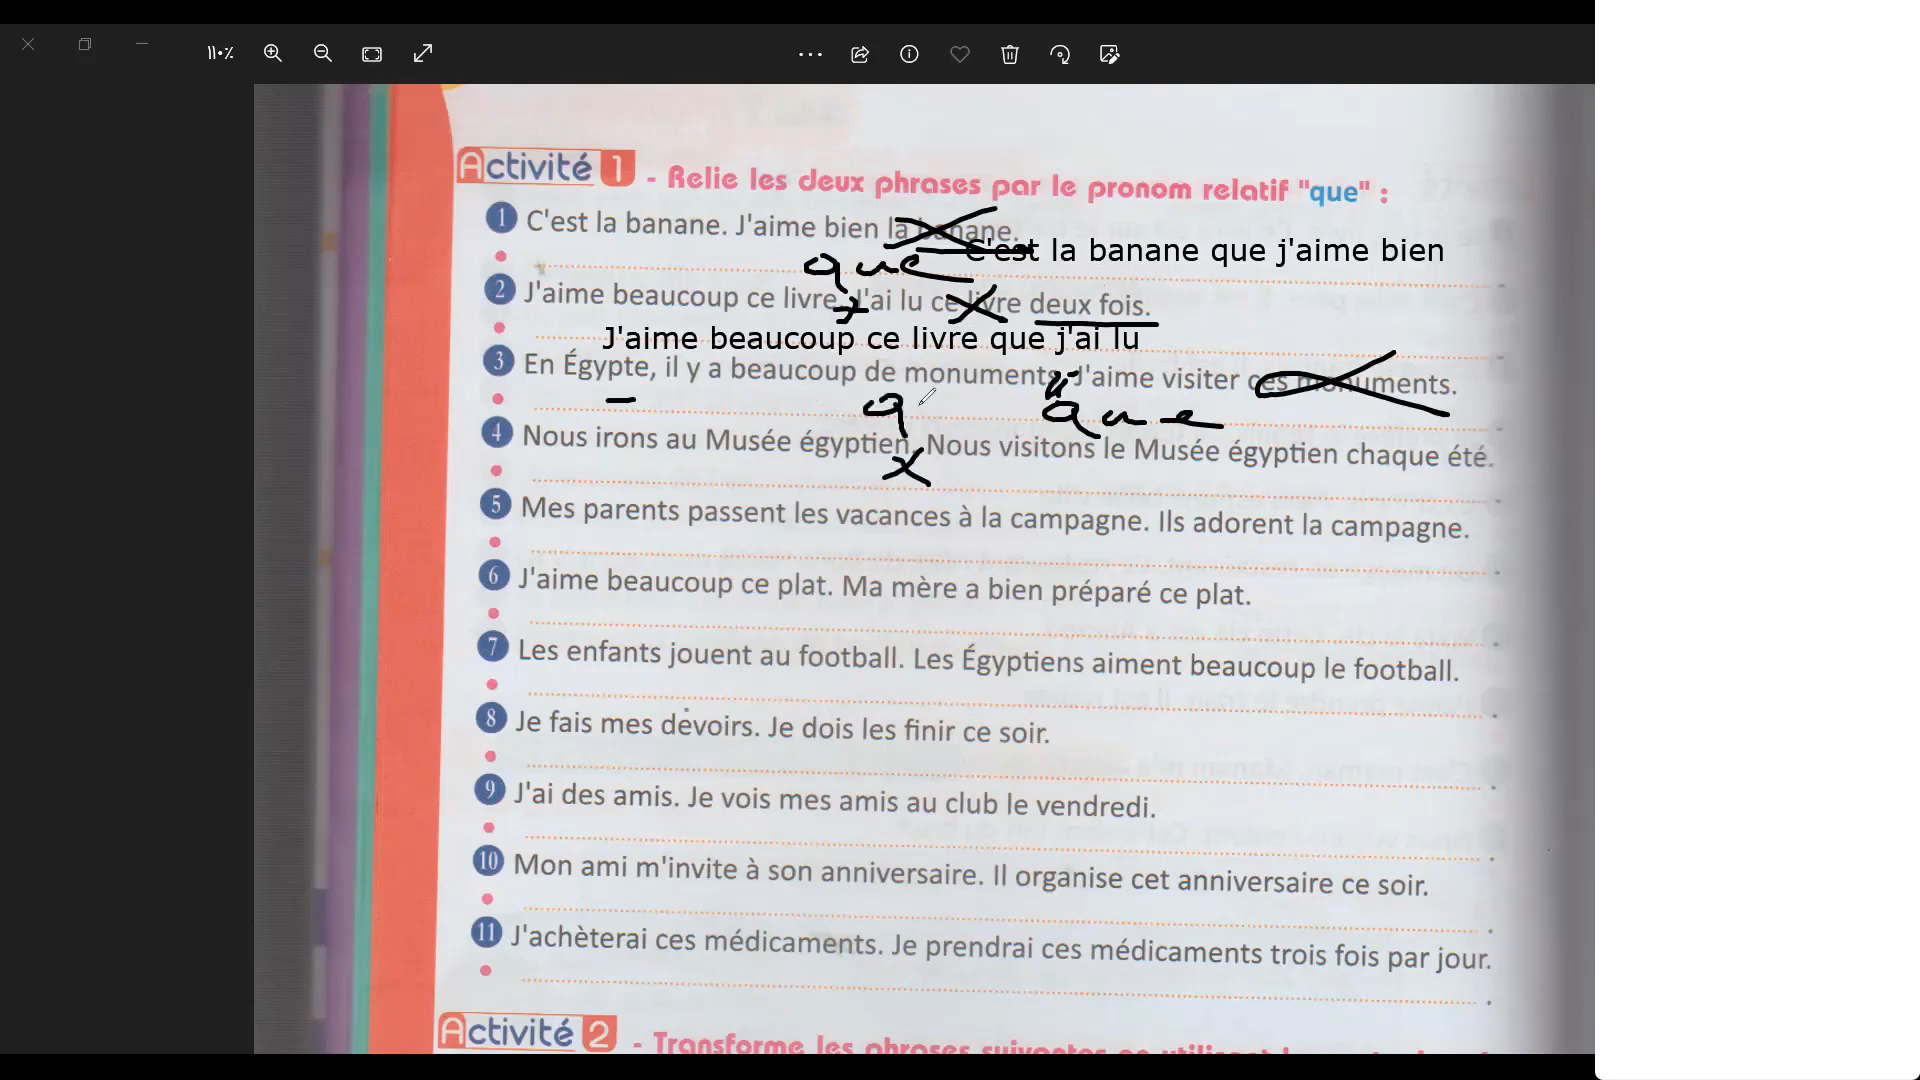 ١١٠٪
Activité 1 - Relie les deux phrases par le pronom relatif "que" :
1 C'est la banane. J'aime bien la banane.
C'est la banane que j'aime bien
que
2 J'aime beaucoup ce livre. J'ai lu ce livre deux fois.
J'aime beaucoup ce livre que j'ai lu
3 En Égypte, il y a beaucoup de monuments. J'aime visiter ces monuments.
q que
4 Nous irons au Musée égyptien. Nous visitons le Musée égyptien chaque été.
5 Mes parents passent les vacances à la campagne. Ils adorent la campagne.
6 J'aime beaucoup ce plat. Ma mère a bien préparé ce plat.
7 Les enfants jouent au football. Les Égyptiens aiment beaucoup le football.
8 Je fais mes devoirs. Je dois les finir ce soir.
9 J'ai des amis. Je vois mes amis au club le vendredi.
10 Mon ami m'invite à son anniversaire. Il organise cet anniversaire ce soir.
11 J'achèterai ces médicaments. Je prendrai ces médicaments trois fois par jour.
Activité 2 - Transforme les phrases suivantes en utilisant